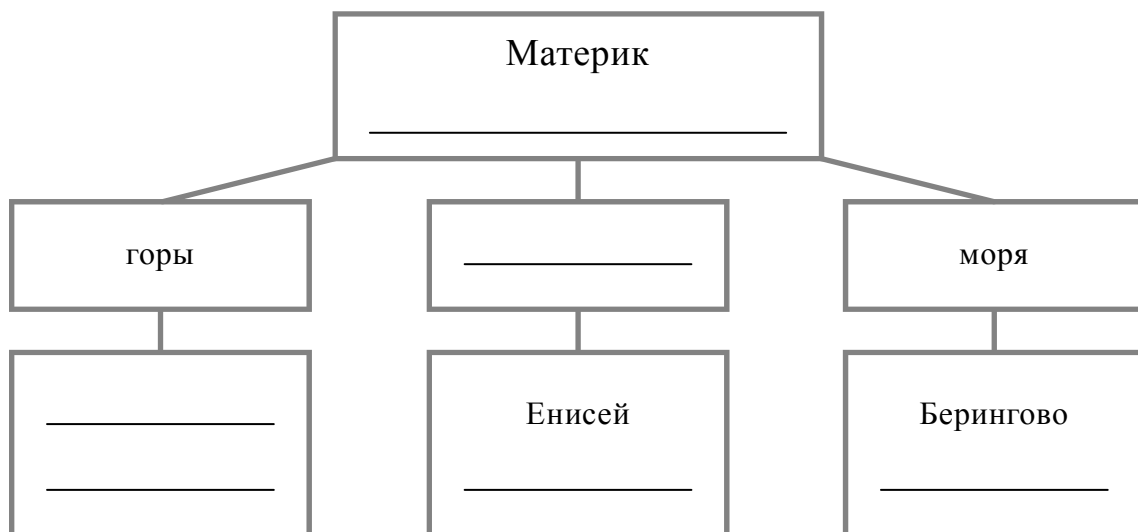 Материк
горы
моря
Енисей
Берингово